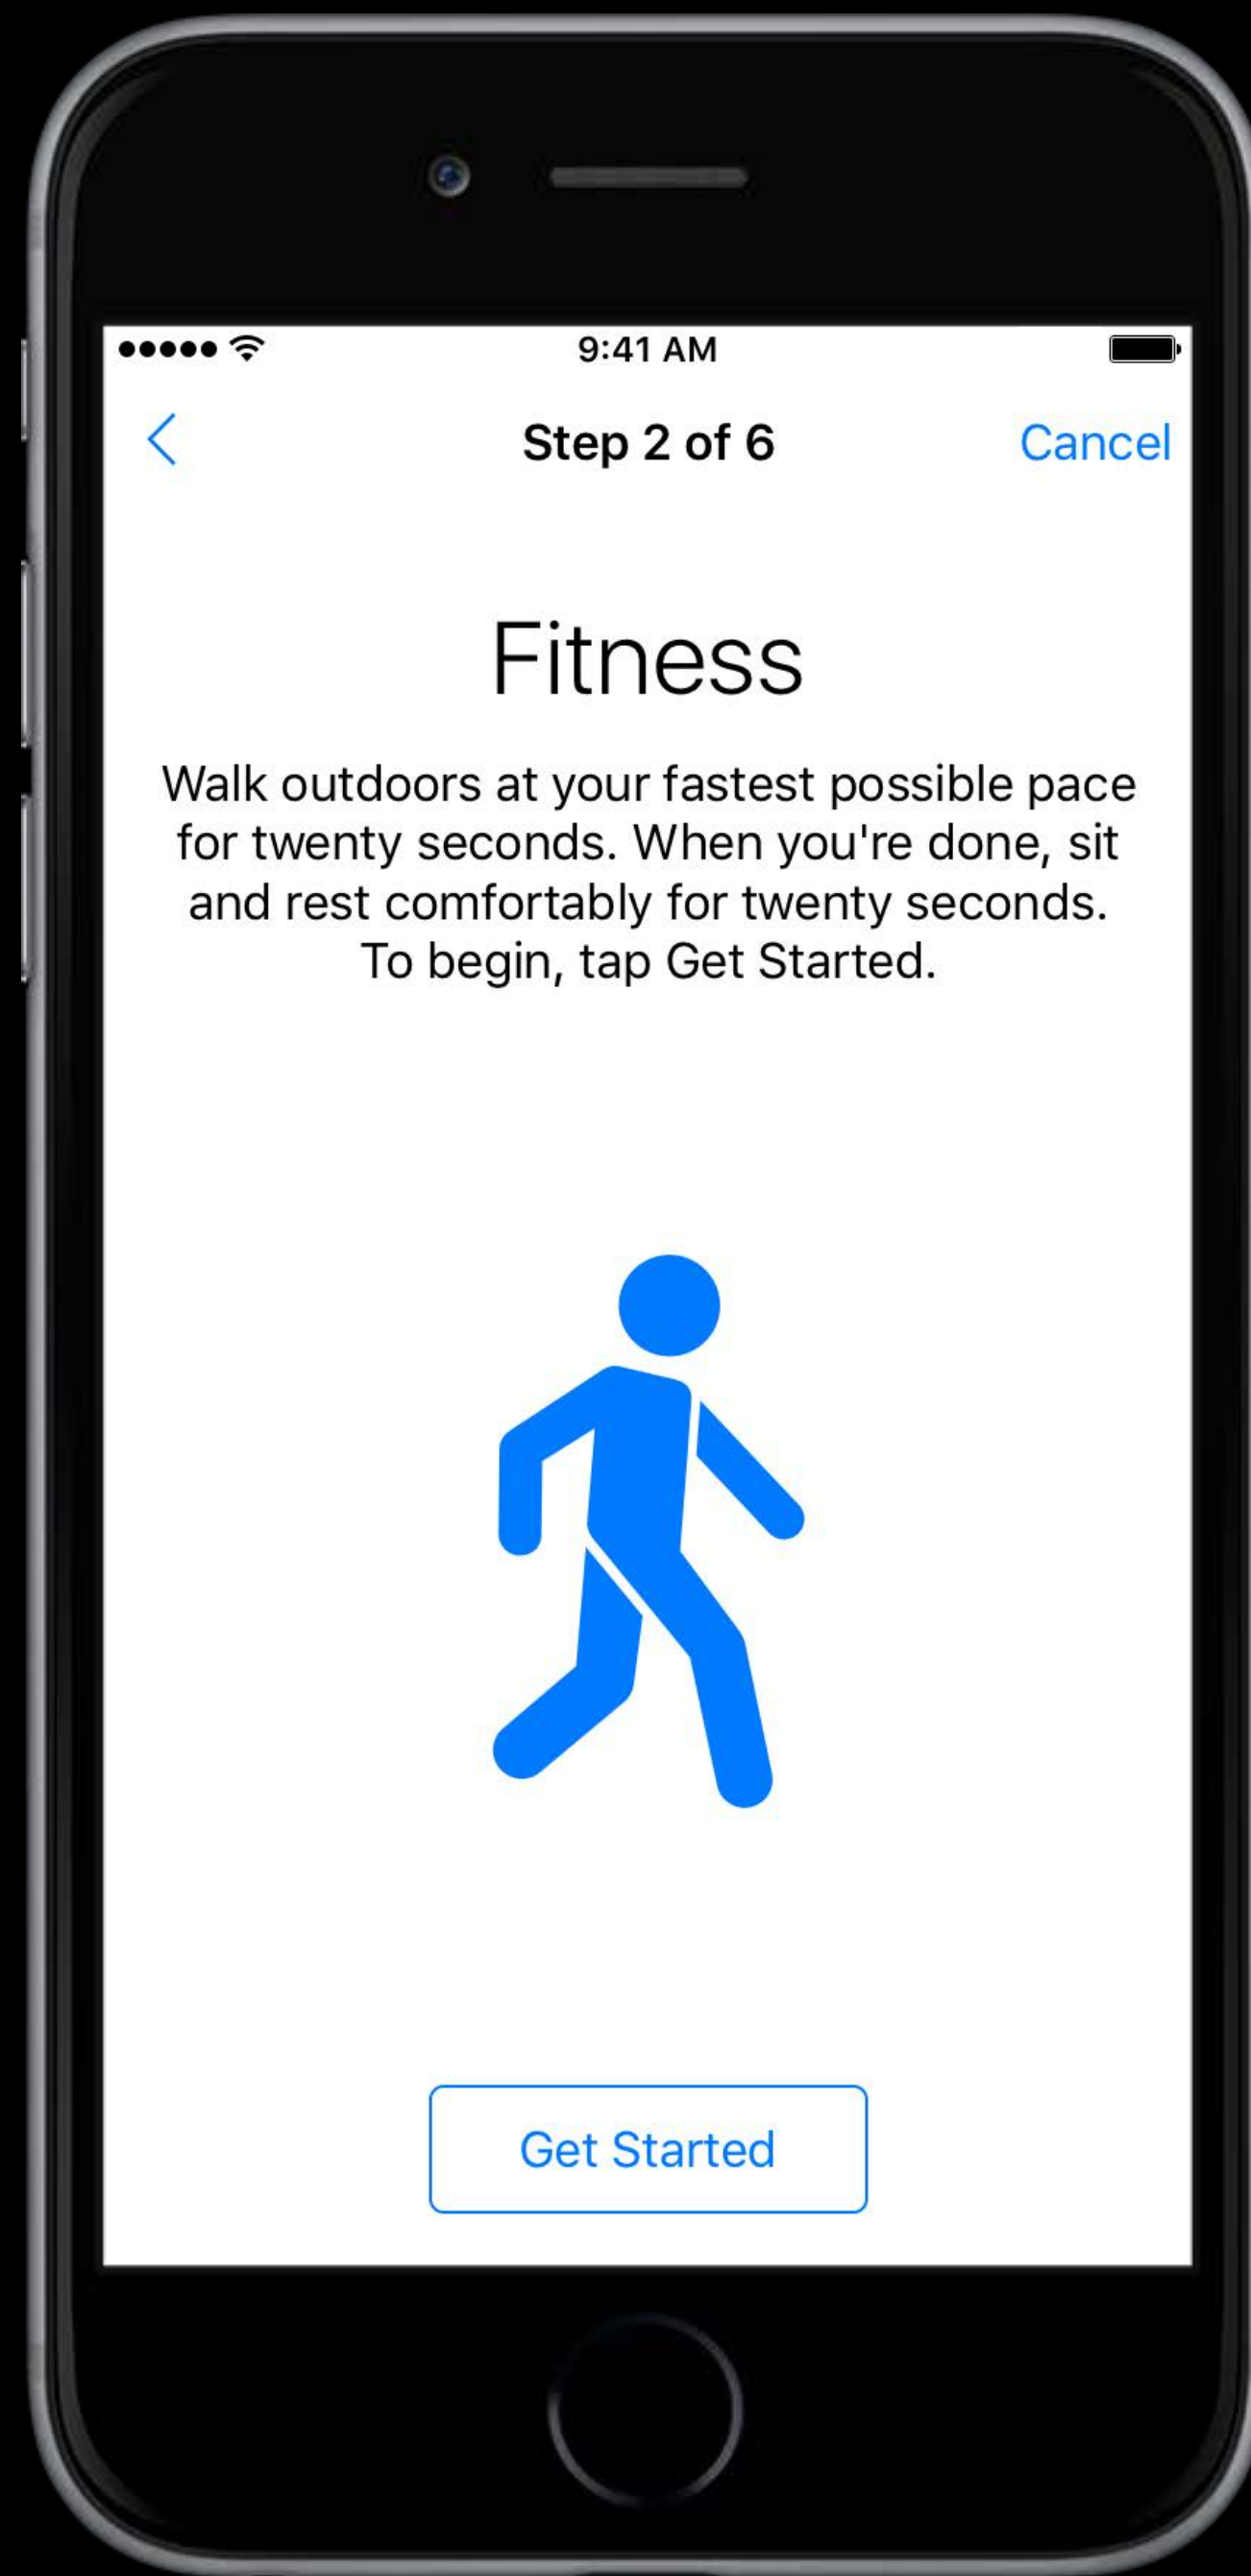 9:41 AM
Step 2 of 6
Cancel
Fitness
Walk outdoors at your fastest possible pace
for twenty seconds. When you're done, sit
and rest comfortably for twenty seconds.
To begin, tap Get Started.
Get Started